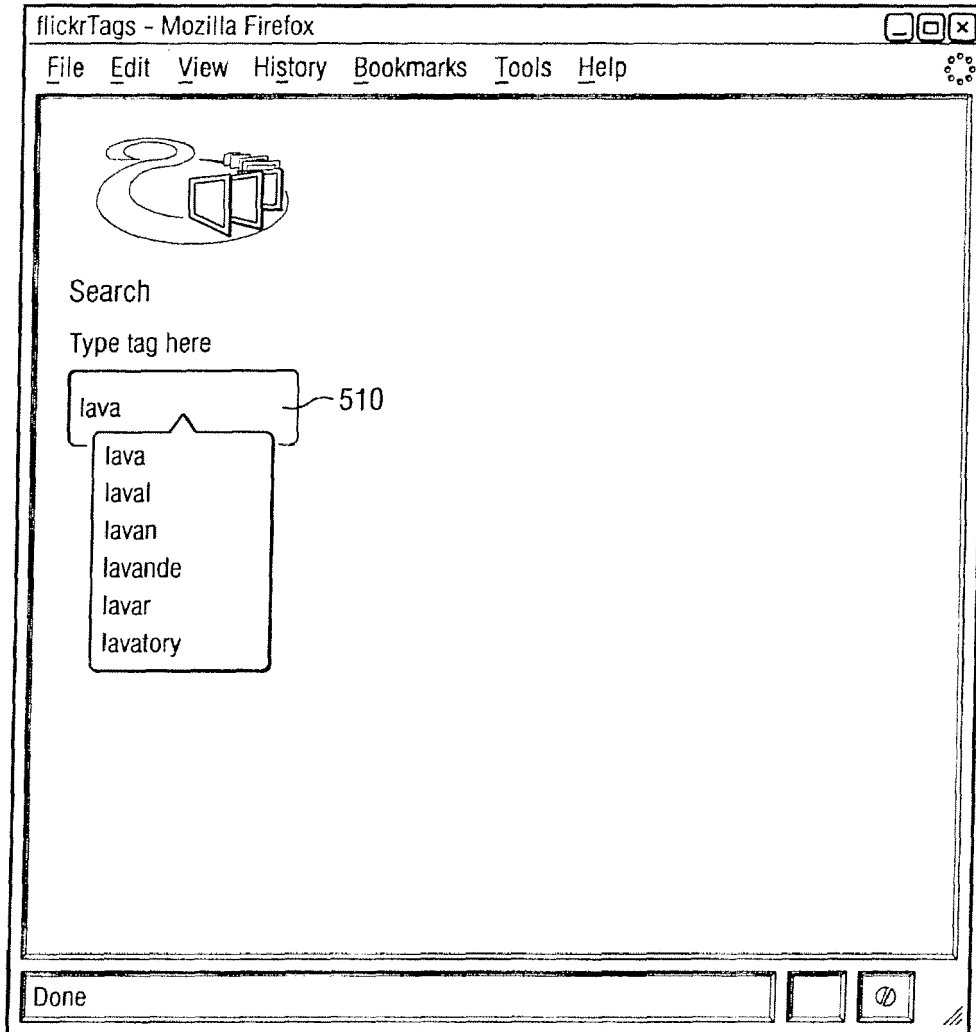 flickrTags - Mozilla Firefox
File Edit View History Bookmarks Tools Help
Search
Type tag here
lava
510
lava
laval
lavan
lavande
lavar
lavatory
Done